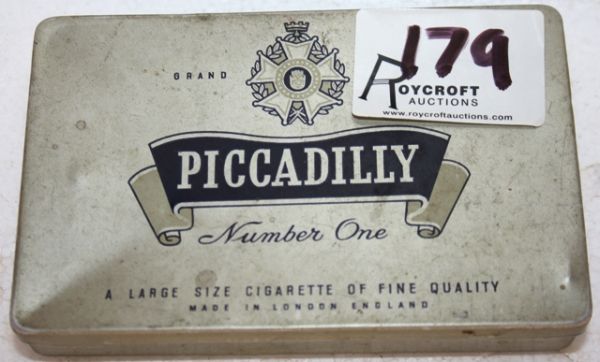 GRAND
179
ROYCROFT
AUCTIONS
www.roycroftauctions.com
PICCADILLY
Number One
A LARGE SIZE CIGARETTE OF FINE QUALITY
MADE IN LONDON ENGLAND